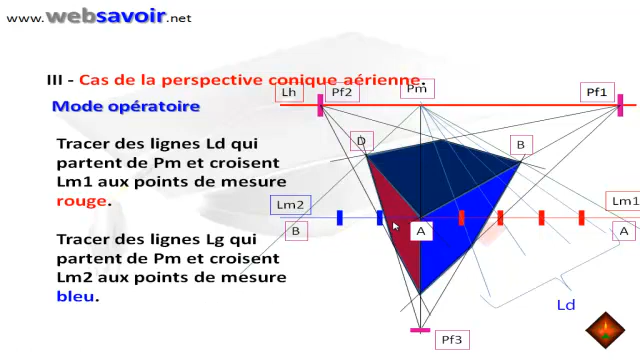 www.websavoir.net
III - Cas de la perspective conique aérienne.
Mode opératoire
Lh
Pf2
Pm
Pf1
Tracer des lignes Ld qui
partent de Pm et croisent
Lm1 aux points de mesure
rouge.
D
B
Lm2
Lm1
B
A
A
Tracer des lignes Lg qui
partent de Pm et croisent
Lm2 aux points de mesure
bleu.
Ld
Pf3